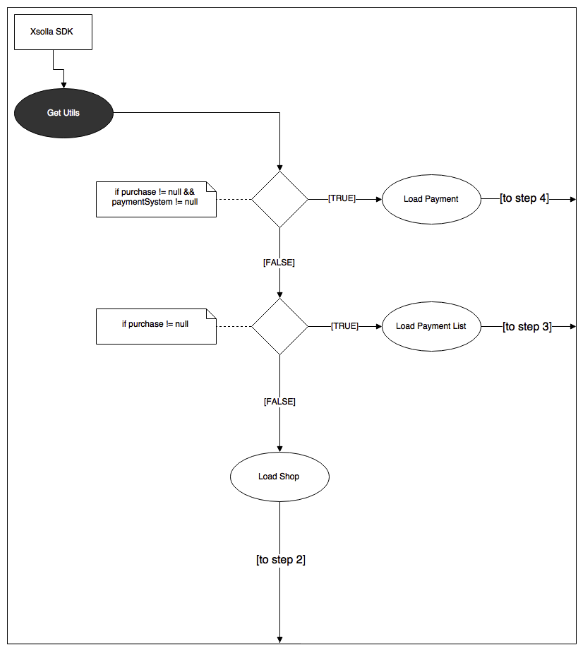 Xsolla SDK
Get Utils
if purchase != null &&
paymentSystem != null
[TRUE]
Load Payment
[to step 4]
[FALSE]
if purchase != null
[TRUE]
Load Payment List
[to step 3]
[FALSE]
Load Shop
[to step 2]